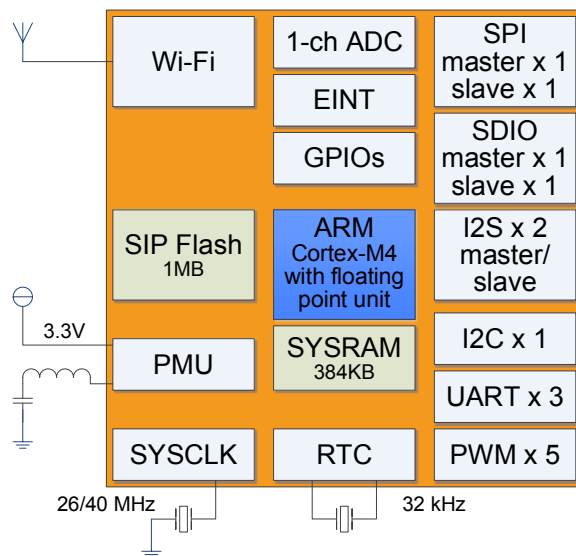 Wi-Fi
1-ch ADC
EINT
GPIOs
SPI
master x 1
slave x 1
SDIO
master x 1
slave x 1
SIP Flash
1MB
ARM
Cortex-M4
with floating
point unit
I2S x 2
master/
slave
3.3V
PMU
SYSRAM
384KB
I2C x 1
UART x 3
SYSCLK
RTC
PWM x 5
26/40 MHz
32 kHz